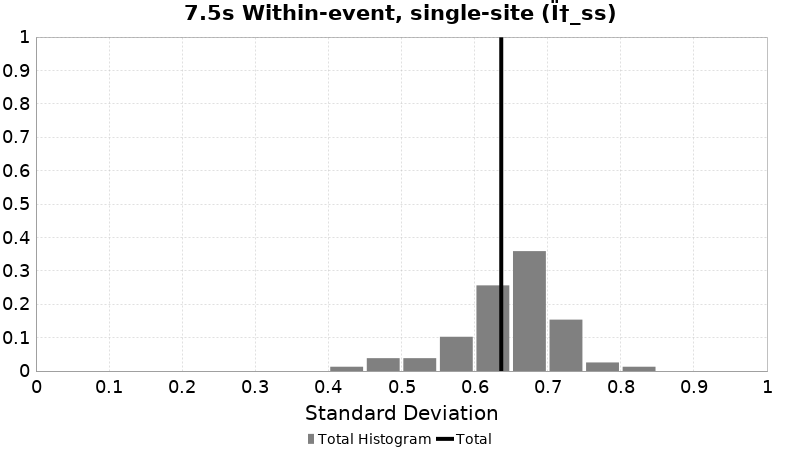 7.5s Within-event, single-site (Ï†_ss)
1
0.9
0.8
0.7
0.6
0.5
0.4
0.3
0.2
0.1
0
0 0.1 0.2 0.3 0.4 0.5 0.6 0.7 0.8 0.9 1
Standard Deviation
Total Histogram Total